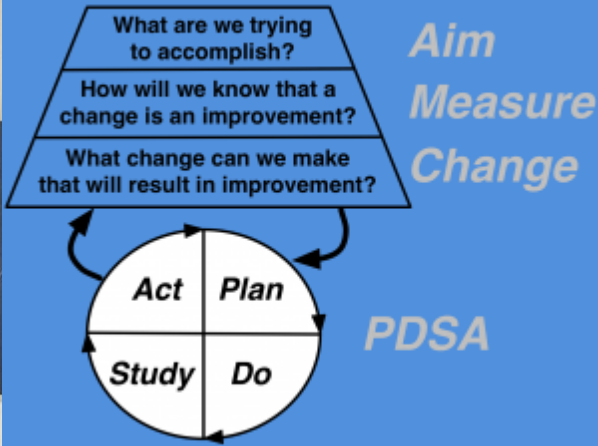 What are we trying
to accomplish?
Aim
How will we know that a
change is an improvement?
Measure
What change can we make
that will result in improvement?
Change
Act
Plan
PDSA
Study
Do